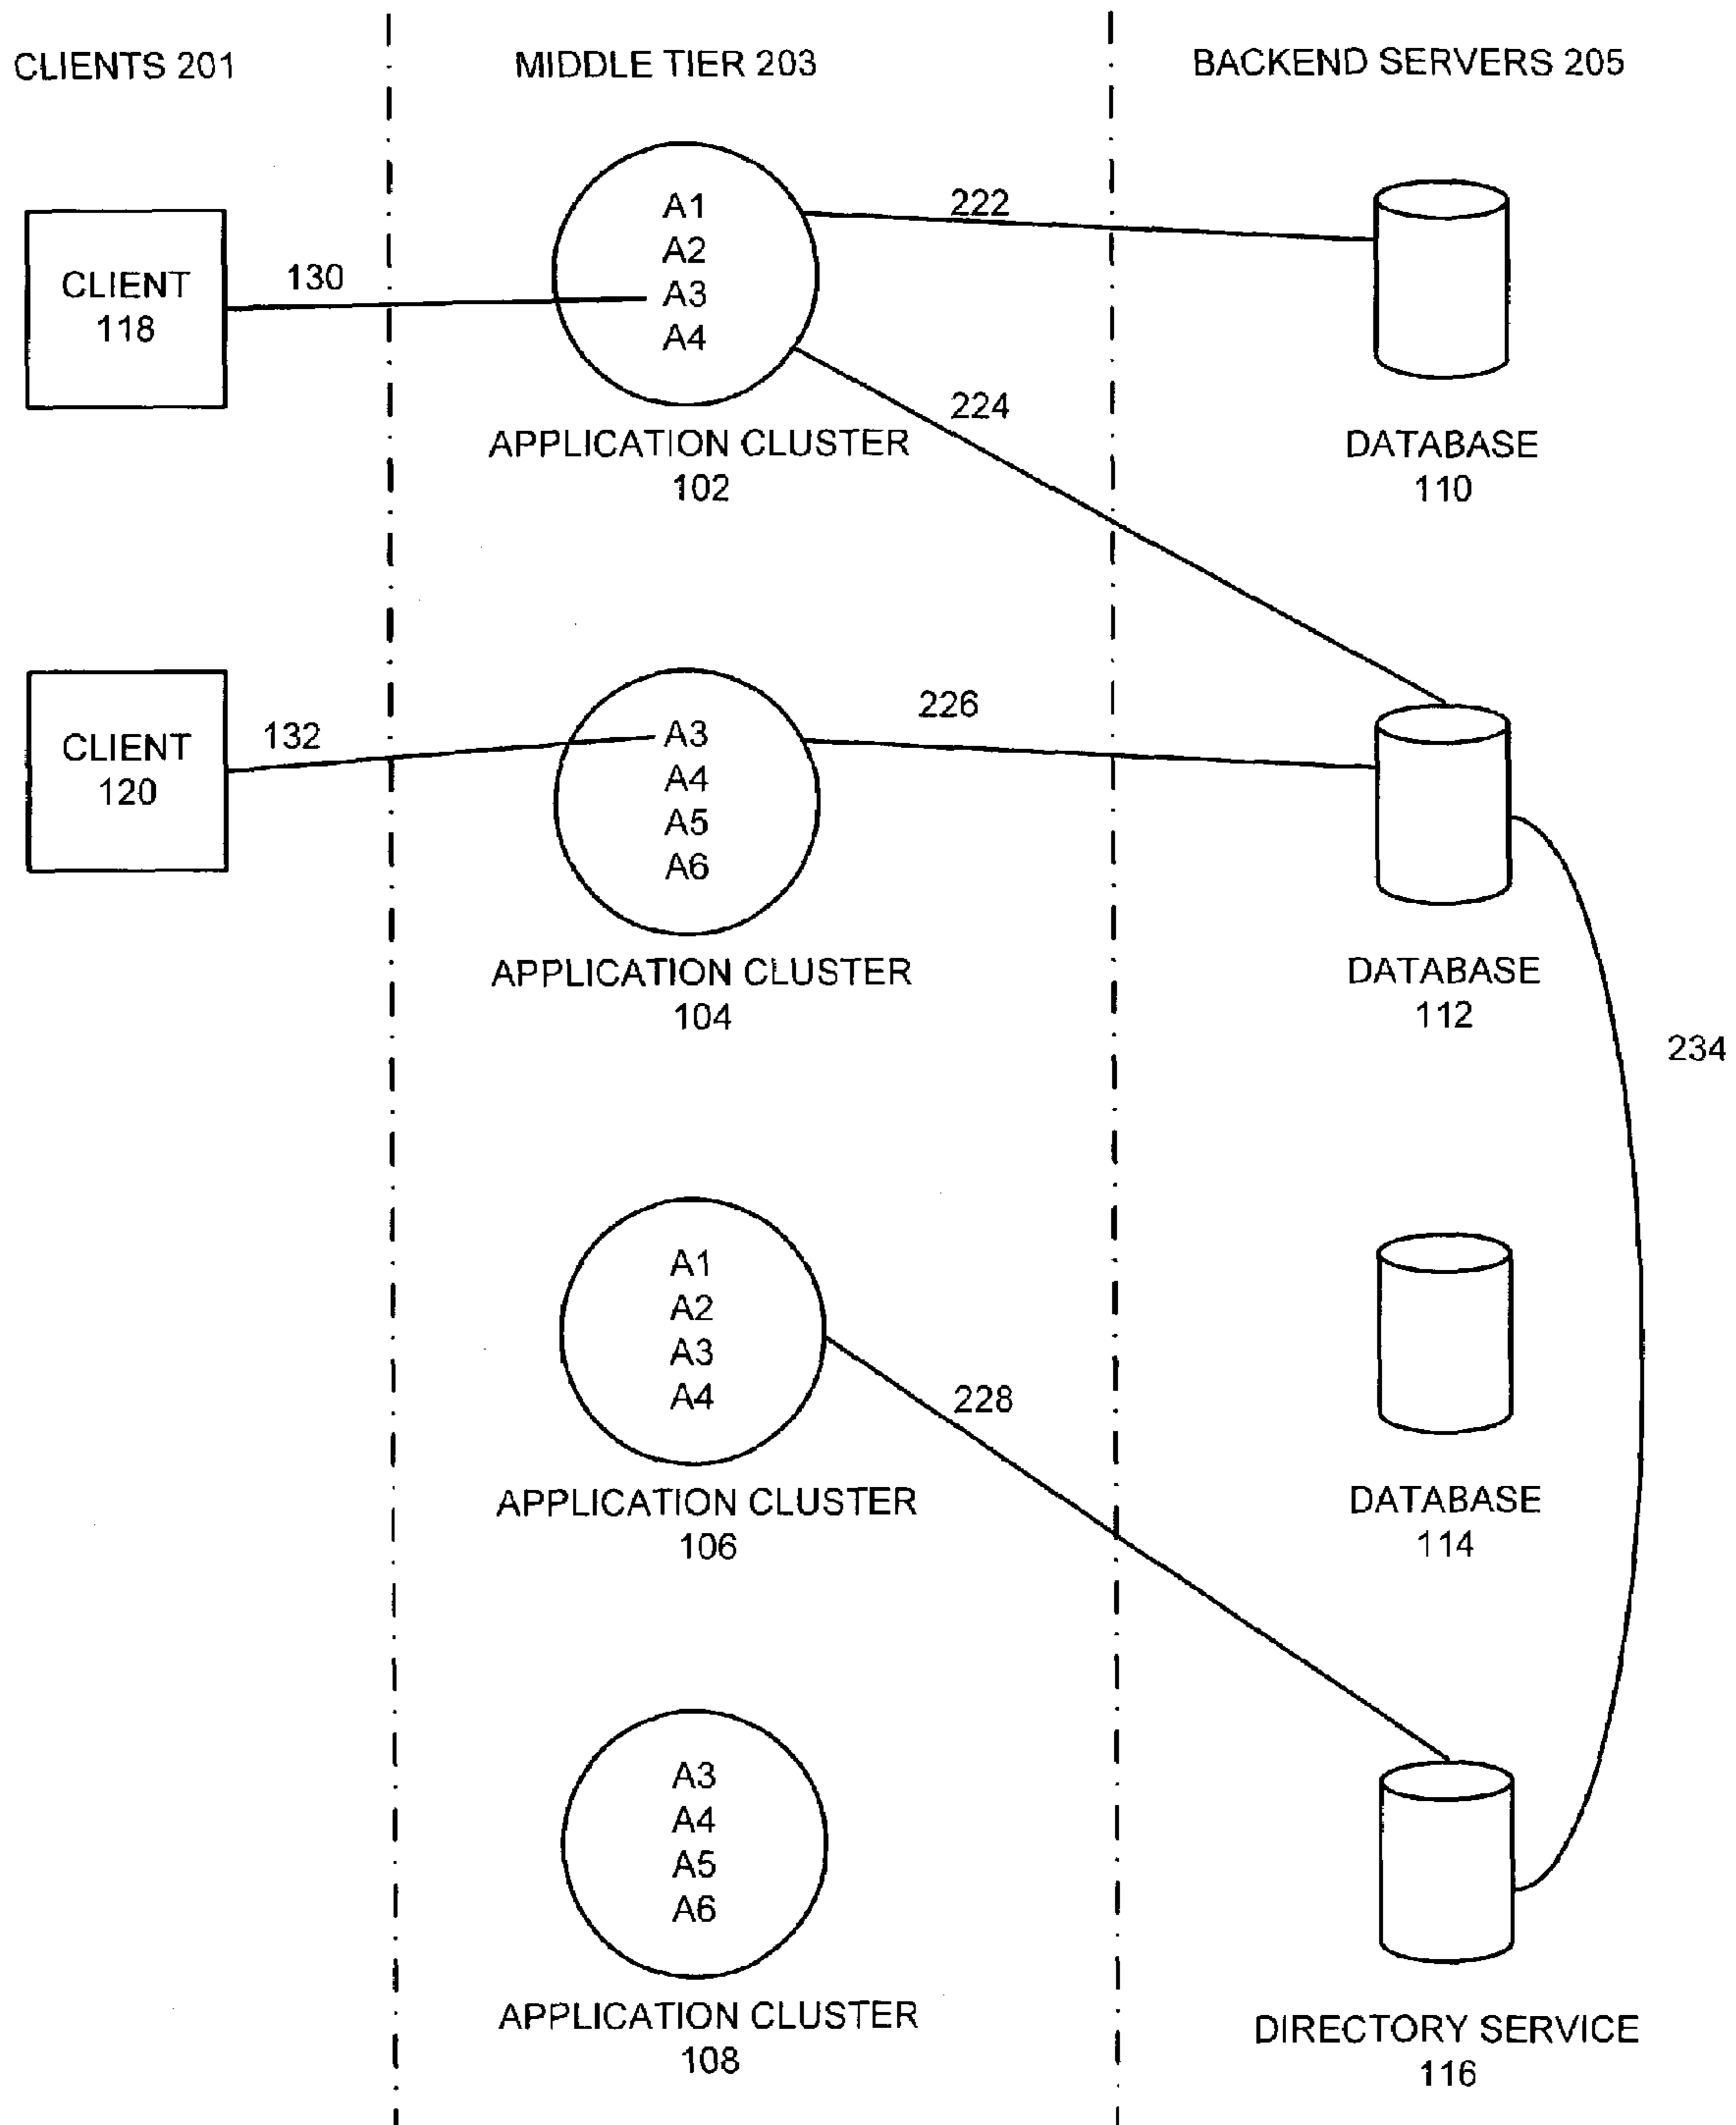 CLIENTS 201
MIDDLE TIER 203
BACKEND SERVERS 205
CLIENT
118
130
A1
A2
A3
A4
APPLICATION CLUSTER
102
222
224
DATABASE
110
CLIENT
120
132
A3
A4
A5
A6
APPLICATION CLUSTER
104
226
DATABASE
112
234
A1
A2
A3
A4
APPLICATION CLUSTER
106
228
DATABASE
114
A3
A4
A5
A6
APPLICATION CLUSTER
108
DIRECTORY SERVICE
116